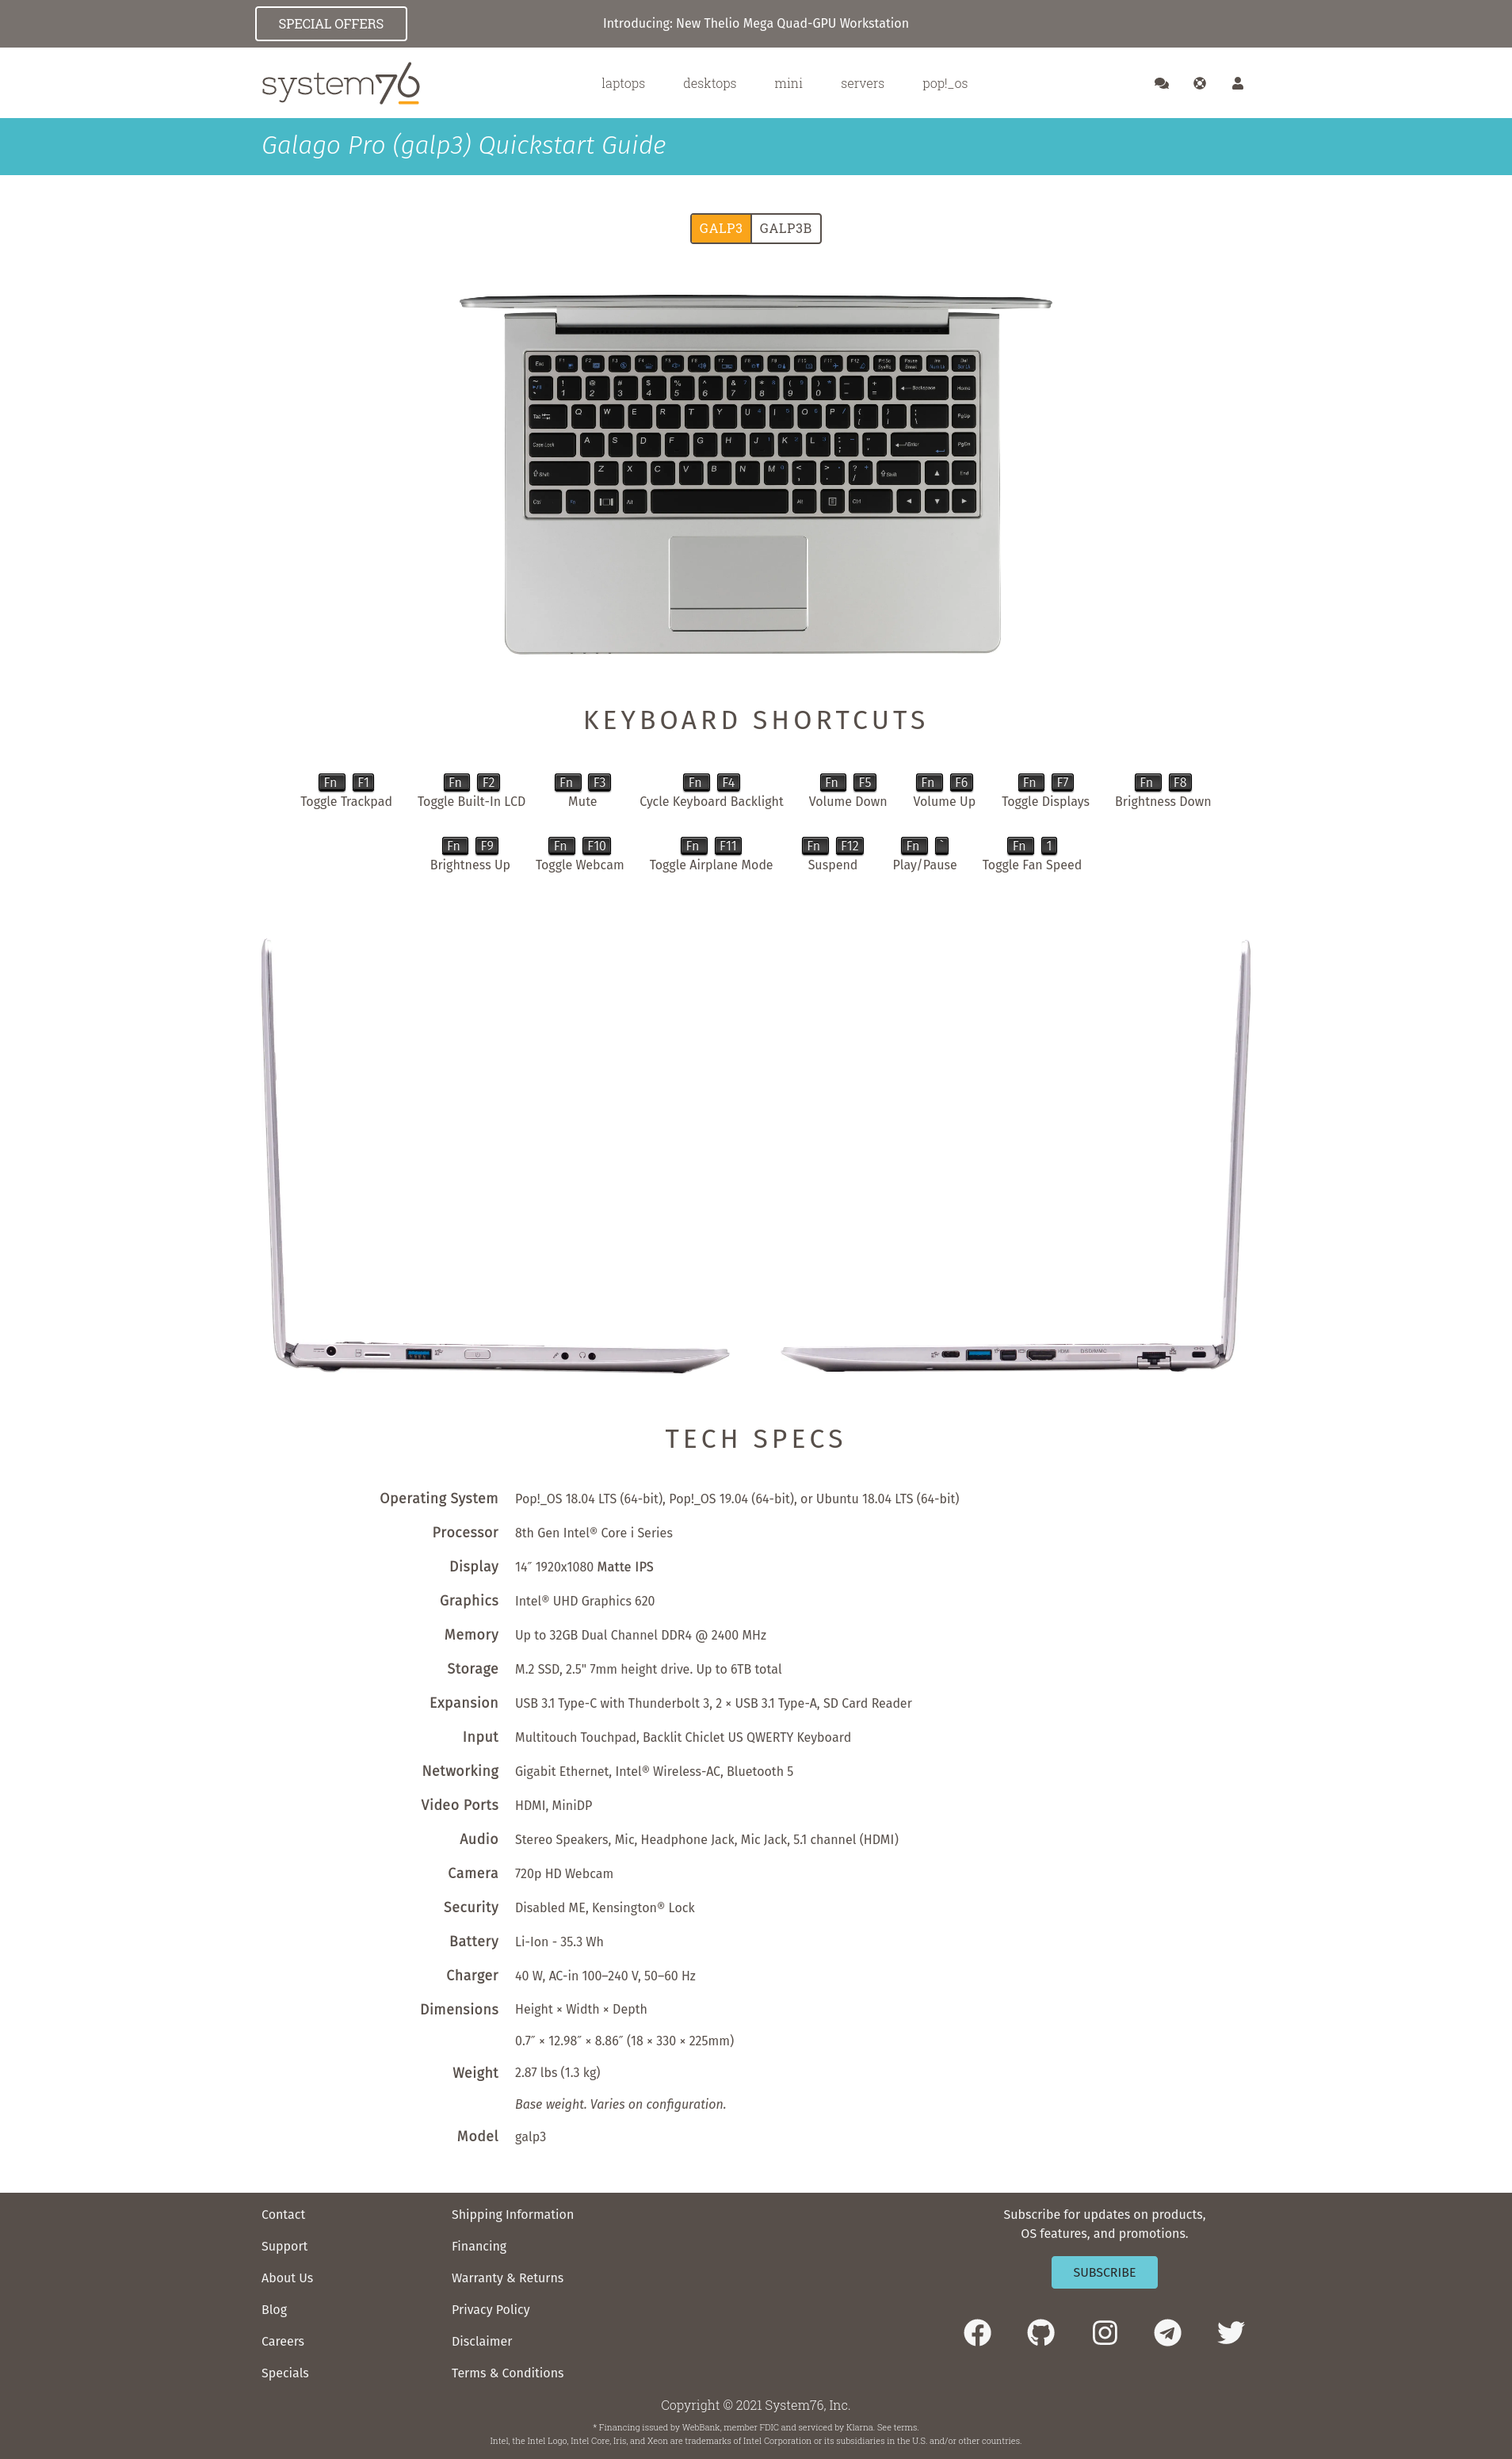 SPECIAL OFFERS
Introducing: New Thelio Mega Quad-GPU Workstation
system76
laptops desktops mini servers pop!_os
Galago Pro (galp3) Quickstart Guide
GALP3 GALP3B
KEYBOARD SHORTCUTS
Fn F1 Fn F2 Fn F3 Fn F4 Fn F5 Fn F6 Fn F7 Fn F8
Toggle Trackpad Toggle Built-In LCD Mute Cycle Keyboard Backlight Volume Down Volume Up Toggle Displays Brightness Down
Fn F9 Fn F10 Fn F11 Fn F12 Fn ` Fn 1
Brightness Up Toggle Webcam Toggle Airplane Mode Suspend Play/Pause Toggle Fan Speed
TECH SPECS
Operating System Pop!_OS 18.04 LTS (64-bit), Pop!_OS 19.04 (64-bit), or Ubuntu 18.04 LTS (64-bit)
Processor 8th Gen Intel® Core i Series
Display 14″ 1920x1080 Matte IPS
Graphics Intel® UHD Graphics 620
Memory Up to 32GB Dual Channel DDR4 @ 2400 MHz
Storage M.2 SSD, 2.5" 7mm height drive. Up to 6TB total
Expansion USB 3.1 Type-C with Thunderbolt 3, 2 × USB 3.1 Type-A, SD Card Reader
Input Multitouch Touchpad, Backlit Chiclet US QWERTY Keyboard
Networking Gigabit Ethernet, Intel® Wireless-AC, Bluetooth 5
Video Ports HDMI, MiniDP
Audio Stereo Speakers, Mic, Headphone Jack, Mic Jack, 5.1 channel (HDMI)
Camera 720p HD Webcam
Security Disabled ME, Kensington® Lock
Battery Li-Ion - 35.3 Wh
Charger 40 W, AC-in 100–240 V, 50–60 Hz
Dimensions Height × Width × Depth
0.7″ × 12.98″ × 8.86″ (18 × 330 × 225mm)
Weight 2.87 lbs (1.3 kg)
Base weight. Varies on configuration.
Model galp3
Contact
Support
About Us
Blog
Careers
Specials
Shipping Information
Financing
Warranty & Returns
Privacy Policy
Disclaimer
Terms & Conditions
Subscribe for updates on products,
OS features, and promotions.
SUBSCRIBE
Copyright © 2021 System76, Inc.
* Financing issued by WebBank, member FDIC and serviced by Klarna. See terms.
Intel, the Intel Logo, Intel Core, Iris, and Xeon are trademarks of Intel Corporation or its subsidiaries in the U.S. and/or other countries.